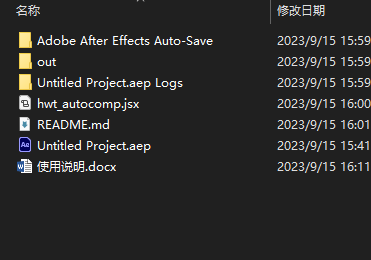 名称 修改日期
Adobe After Effects Auto-Save 2023/9/15 15:59
out 2023/9/15 15:59
Untitled Project.aep Logs 2023/9/15 15:59
hwt_autocomp.jsx 2023/9/15 16:00
README.md 2023/9/15 16:01
Ae Untitled Project.aep 2023/9/15 15:41
使用说明.docx 2023/9/15 16:11